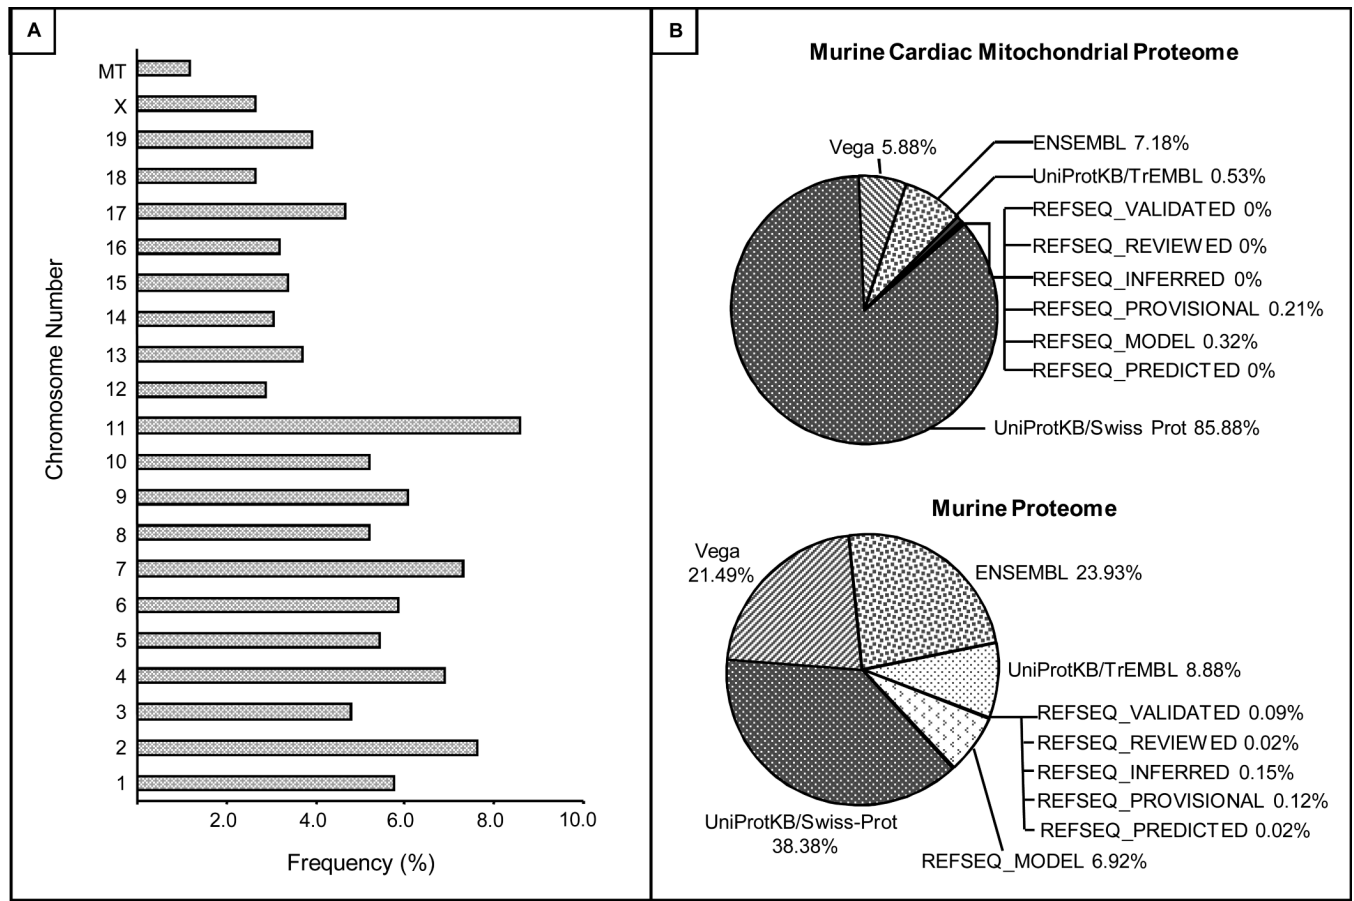 A
MT
X
19
18
17
16
15
14
13
12
11
10
9
8
7
6
5
4
3
2
1
Chromosome Number
2.0 4.0 6.0 8.0 10.0
Frequency (%)
B
Murine Cardiac Mitochondrial Proteome
Vega 5.88%
ENSEMBL 7.18%
UniProtKB/TrEMBL 0.53%
REFSEQ_VALIDATED 0%
REFSEQ_REVIEWED 0%
REFSEQ_INFERRED 0%
REFSEQ_PROVISIONAL 0.21%
REFSEQ_MODEL 0.32%
REFSEQ_PREDICTED 0%
UniProtKB/Swiss Prot 85.88%
Murine Proteome
Vega
21.49%
ENSEMBL 23.93%
UniProtKB/TrEMBL 8.88%
REFSEQ_VALIDATED 0.09%
REFSEQ_REVIEWED 0.02%
REFSEQ_INFERRED 0.15%
REFSEQ_PROVISIONAL 0.12%
REFSEQ_PREDICTED 0.02%
REFSEQ_MODEL 6.92%
UniProtKB/Swiss-Prot
38.38%